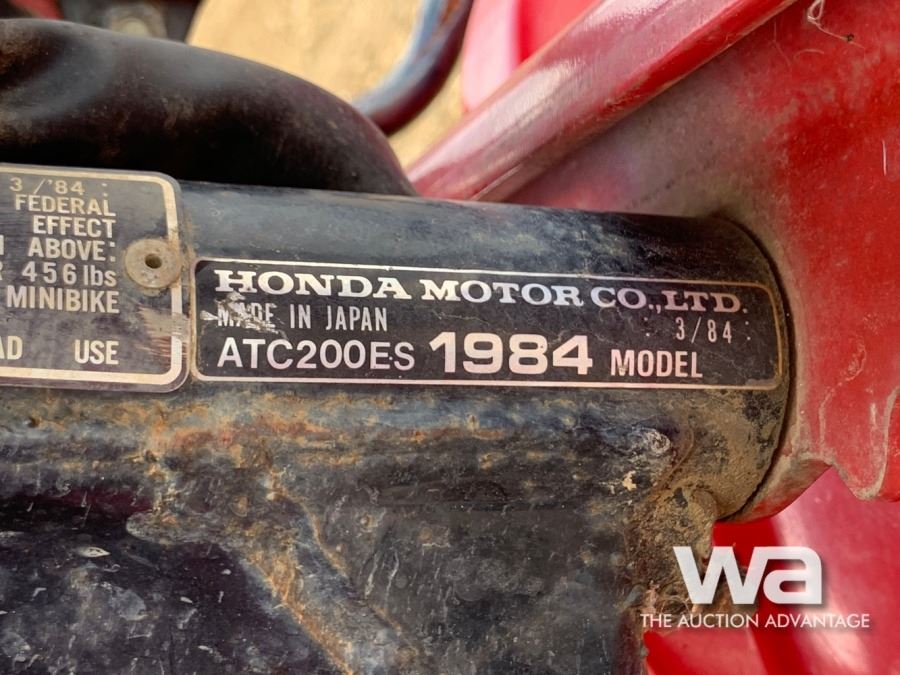 3/'84
FEDERAL
EFFECT
ABOVE:
456 lbs
MINIBIKE
USE
HONDA MOTOR CO.,LTD.
MADE IN JAPAN
3/84
ATC200ES 1984 MODEL
wa
THE AUCTION ADVANTAGE